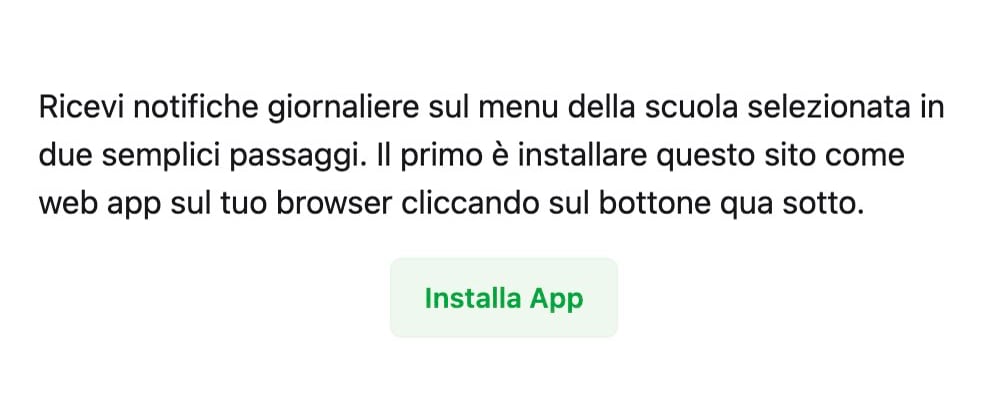 Ricevi notifiche giornaliere sul menu della scuola selezionata in
due semplici passaggi. Il primo è installare questo sito come
web app sul tuo browser cliccando sul bottone qua sotto.
Installa App